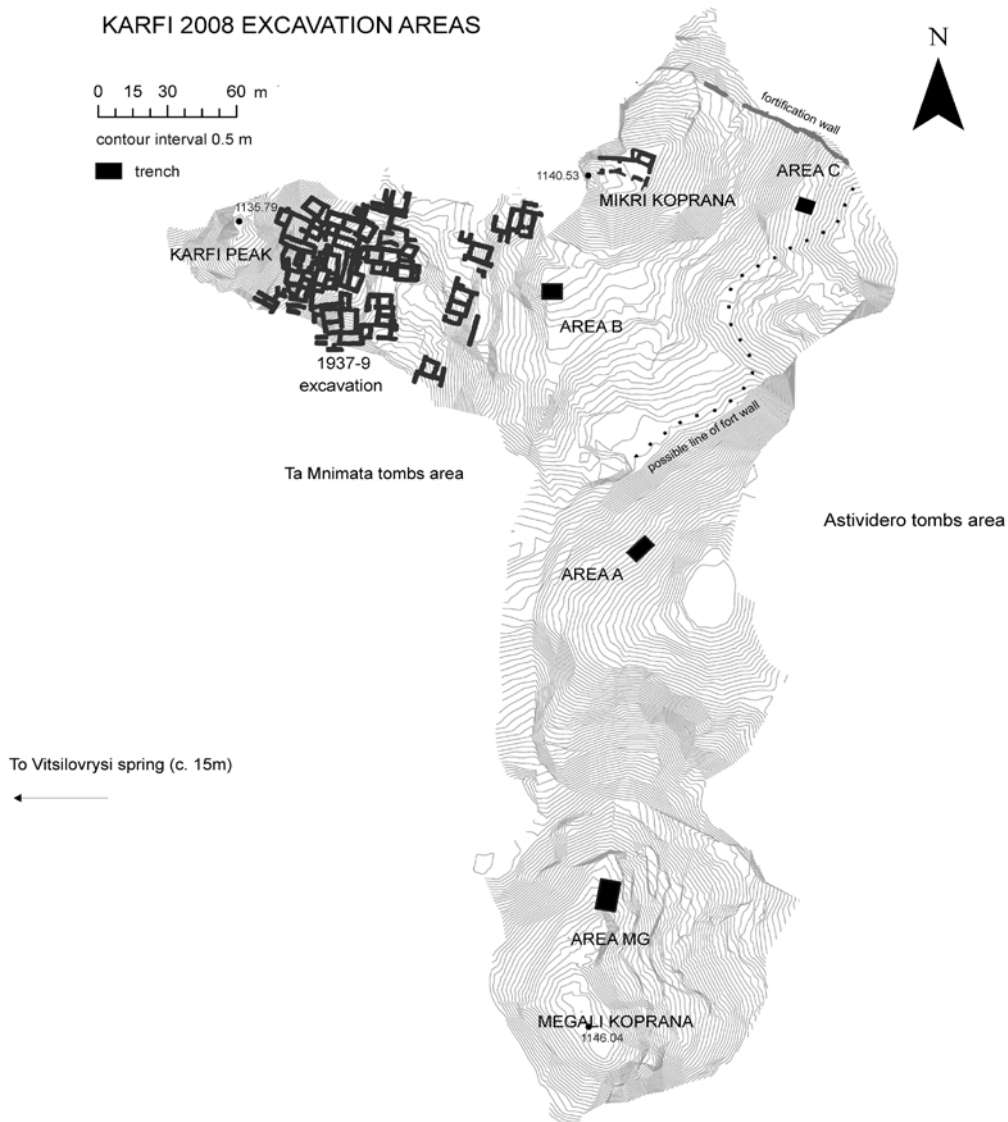 KARFI 2008 EXCAVATION AREAS
N
0 15 30 60 m
contour interval 0.5 m
trench
fortification wall
AREA C
1140.53
MIKRI KOPRANA
1135.79
KARFI PEAK
AREA B
1937-9
excavation
possible line of fort wall
Ta Mnimata tombs area
Astividero tombs area
AREA A
To Vitsilovrysi spring (c. 15m)
AREA MG
MEGALI KOPRANA
1146.04